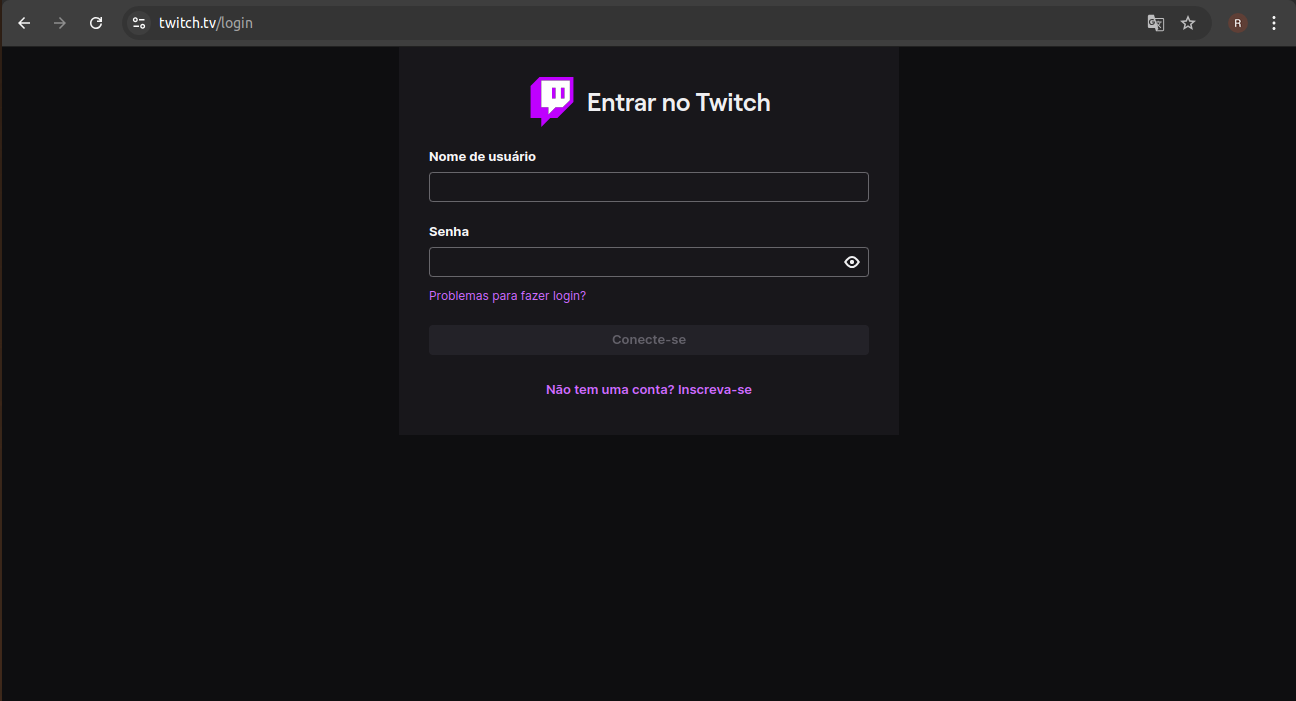 twitch.tv/login
R
Entrar no Twitch
Nome de usuário
Senha
Problemas para fazer login?
Conecte-se
Não tem uma conta? Inscreva-se